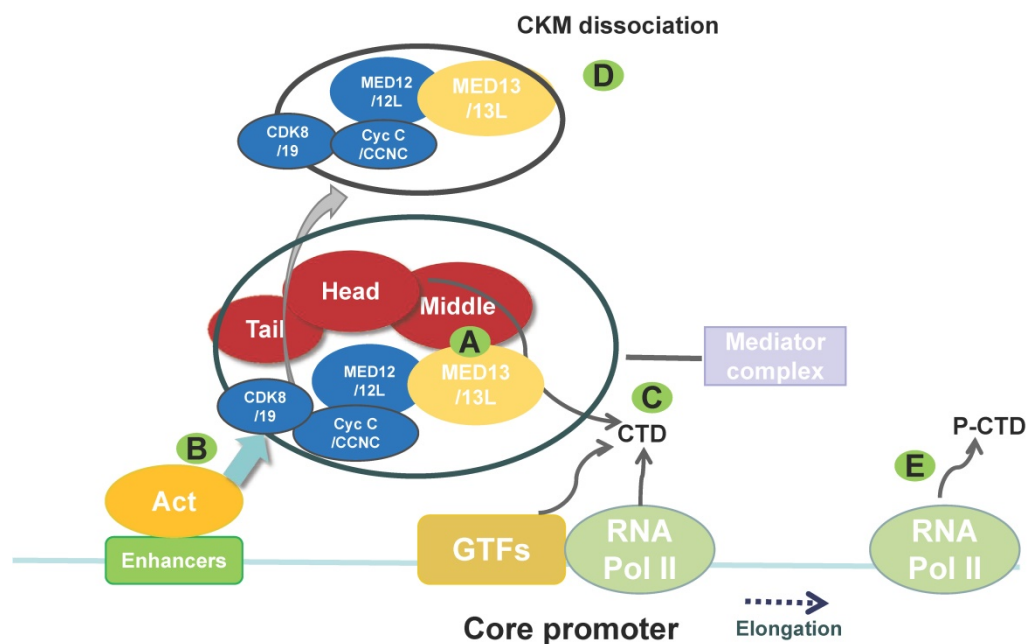 CKM dissociation
D
MED12
/12L
MED13
/13L
CDK8
/19
Cyc C
/CCNC
Head
Middle
Tail
A
MED12
/12L
MED13
/13L
CDK8
/19
Cyc C
/CCNC
Mediator
complex
B
C
CTD
P-CTD
E
Act
Enhancers
GTFs
RNA
Pol II
RNA
Pol II
Core promoter
Elongation